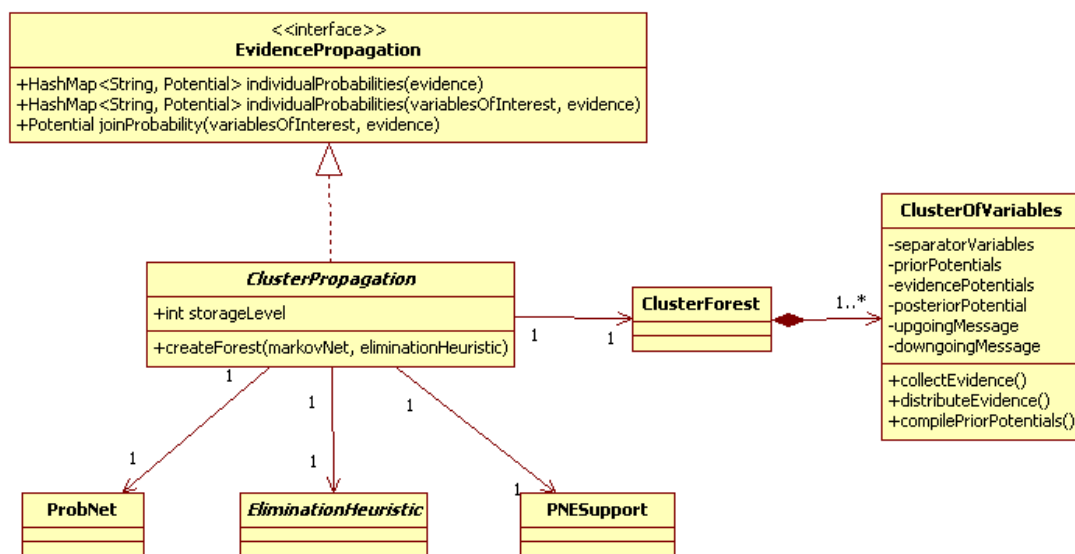 <<interface>>
EvidencePropagation
+HashMap<String, Potential> individualProbabilities(evidence)
+HashMap<String, Potential> individualProbabilities(variablesOfInterest, evidence)
+Potential joinProbability(variablesOfInterest, evidence)
ClusterPropagation
+int storageLevel
+createForest(markovNet, eliminationHeuristic)
1
1
ClusterForest
1..*
ClusterOfVariables
-separatorVariables
-priorPotentials
-evidencePotentials
-posteriorPotential
-upgoingMessage
-downgoingMessage
+collectEvidence()
+distributeEvidence()
+compilePriorPotentials()
1
1
1
1
1
1
ProbNet
EliminationHeuristic
PNESupport